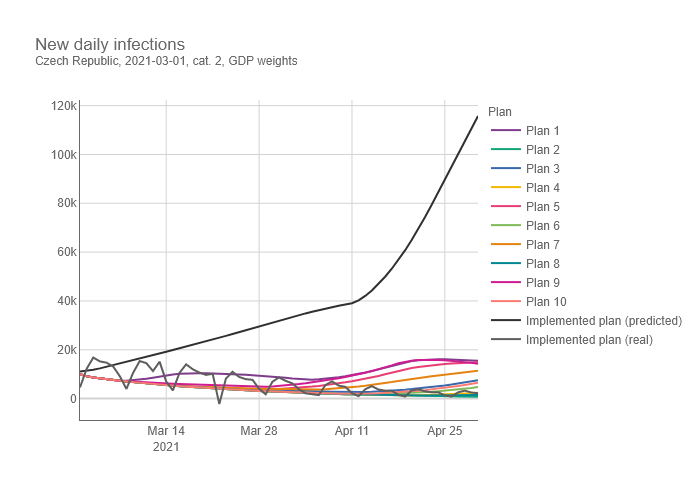 New daily infections
Czech Republic, 2021-03-01, cat. 2, GDP weights
120k
100k
80k
60k
40k
20k
0
Mar 14
2021
Mar 28
Apr 11
Apr 25
Plan
Plan 1
Plan 2
Plan 3
Plan 4
Plan 5
Plan 6
Plan 7
Plan 8
Plan 9
Plan 10
Implemented plan (predicted)
Implemented plan (real)